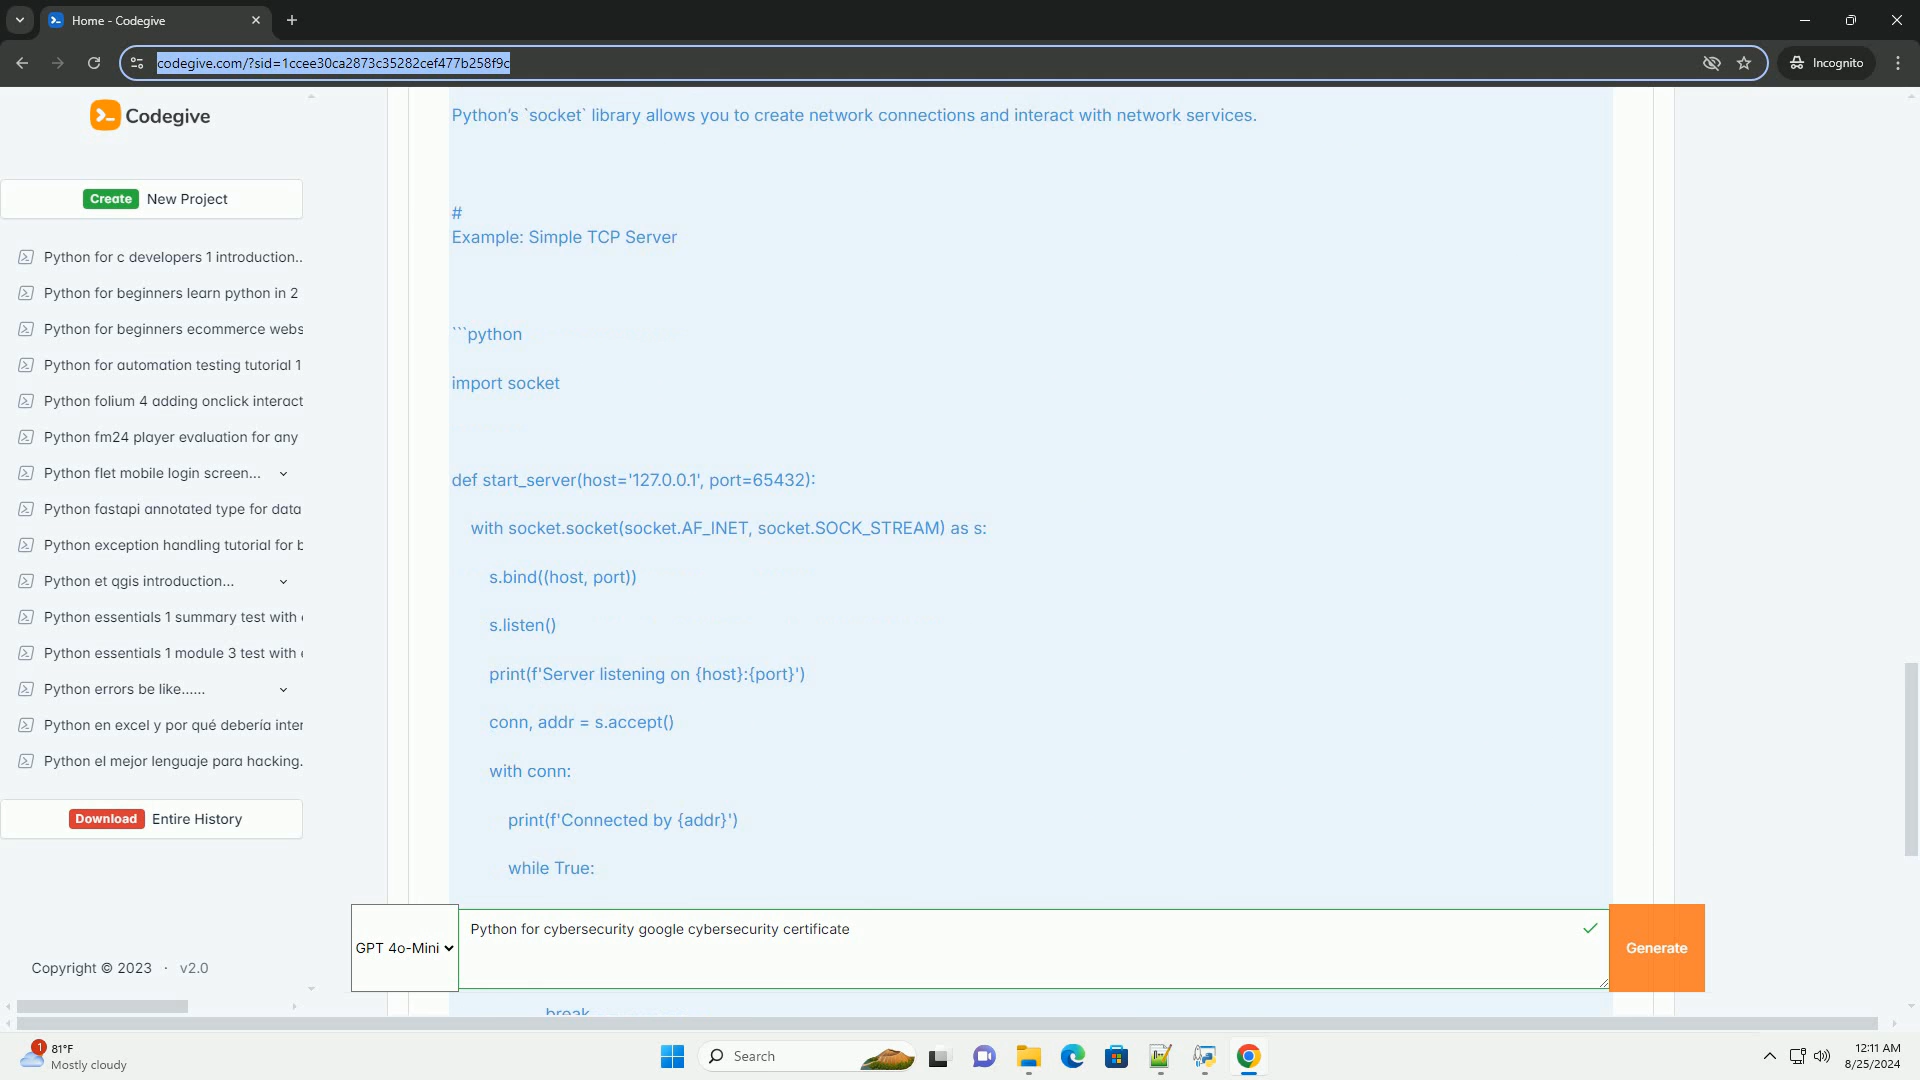 Home - Codegive
codegive.com/?sid=1ccee30ca2873c35282cef477b258f9c
Incognito
Codegive
Create New Project
Python for c developers 1 introduction..
Python for beginners learn python in 2
Python for beginners ecommerce webs
Python for automation testing tutorial 1
Python folium 4 adding onclick interact
Python fm24 player evaluation for any
Python flet mobile login screen...
Python fastapi annotated type for data
Python exception handling tutorial for b
Python et qgis introduction...
Python essentials 1 summary test with
Python essentials 1 module 3 test with
Python errors be like......
Python en excel y por qué debería inter
Python el mejor lenguaje para hacking.
Download Entire History
Copyright © 2023 · v2.0
Python's `socket` library allows you to create network connections and interact with network services.
#
Example: Simple TCP Server
```python
import socket
def start_server(host='127.0.0.1', port=65432):
with socket.socket(socket.AF_INET, socket.SOCK_STREAM) as s:
s.bind((host, port))
s.listen()
print(f'Server listening on {host}:{port}')
conn, addr = s.accept()
with conn:
print(f'Connected by {addr}')
while True:
GPT 4o-Mini
Python for cybersecurity google cybersecurity certificate
Generate
break
1
81°F
Mostly cloudy
Search
12:11 AM
8/25/2024